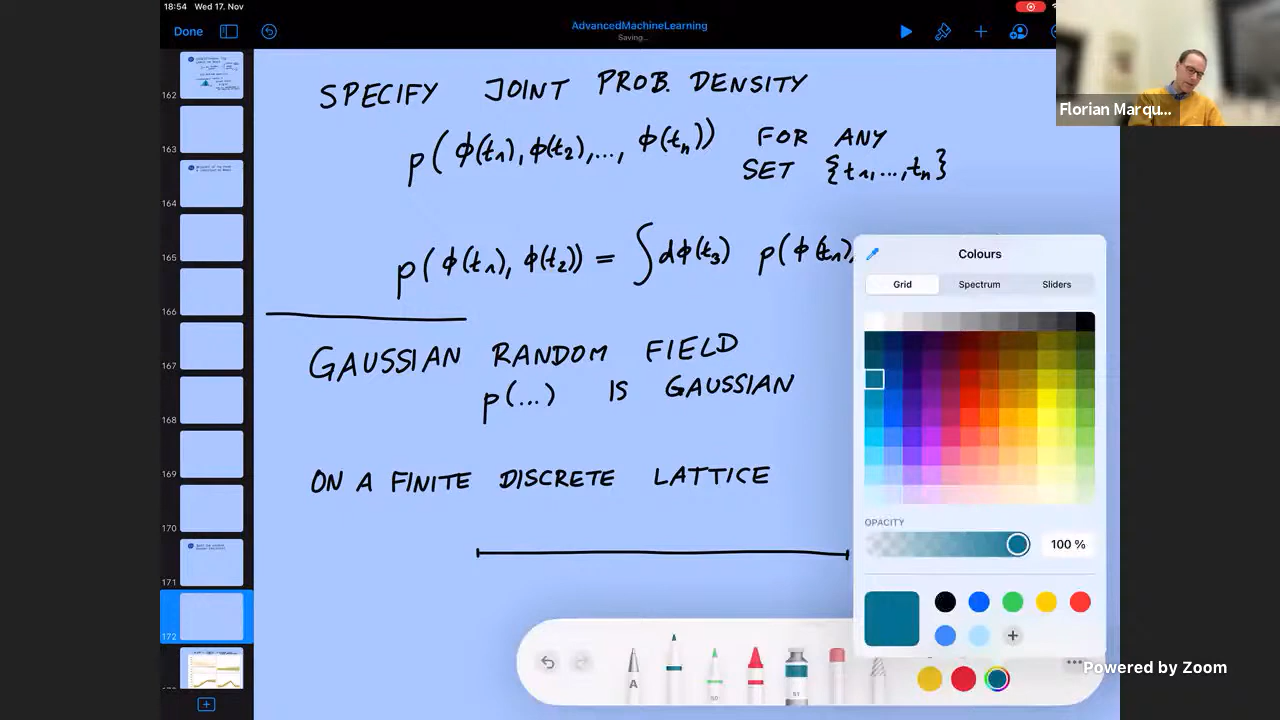 18:54 Wed 17. Nov
Done
AdvancedMachineLearning
Saving...
Florian Marqu...
162
163
164
165
166
167
168
169
170
171
172
SPECIFY JOINT PROB. DENSITY
p(ϕ(t1), ϕ(t2),..., ϕ(tn)) FOR ANY
SET {t1,...,tn}
p(ϕ(t1), ϕ(t2)) = ∫dϕ(t3) p(ϕ(t1),
GAUSSIAN RANDOM FIELD
p(...) IS GAUSSIAN
ON A FINITE DISCRETE LATTICE
Colours
Grid Spectrum Sliders
OPACITY
100 %
A
50
51
Powered by Zoom